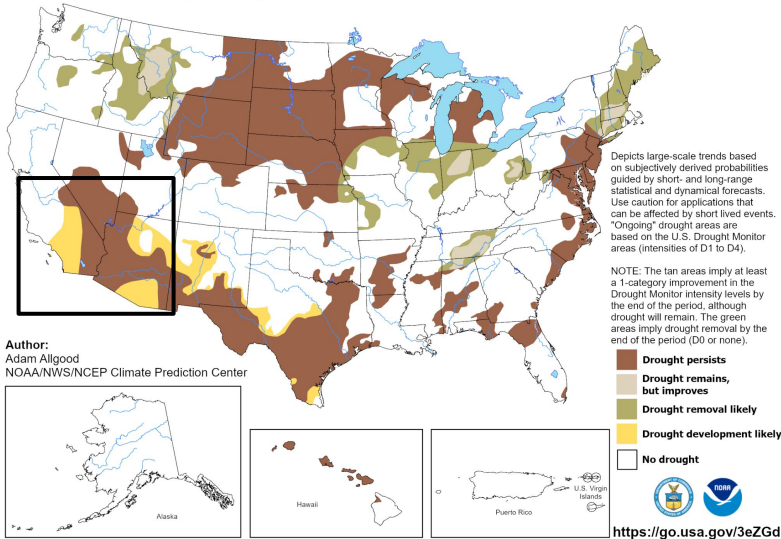 Depicts large-scale trends based
on subjectively derived probabilities
guided by short- and long-range
statistical and dynamical forecasts.
Use caution for applications that
can be affected by short lived events.
"Ongoing" drought areas are
based on the U.S. Drought Monitor
areas (intensities of D1 to D4).
NOTE: The tan areas imply at least
a 1-category improvement in the
Drought Monitor intensity levels by
the end of the period, although
drought will remain. The green
areas imply drought removal by the
end of the period (D0 or none).
Author:
Adam Allgood
NOAA/NWS/NCEP Climate Prediction Center
Drought persists
Drought remains,
but improves
Drought removal likely
Drought development likely
No drought
Alaska
Hawaii
Puerto Rico
U.S. Virgin
Islands
NOAA
https://go.usa.gov/3eZGd